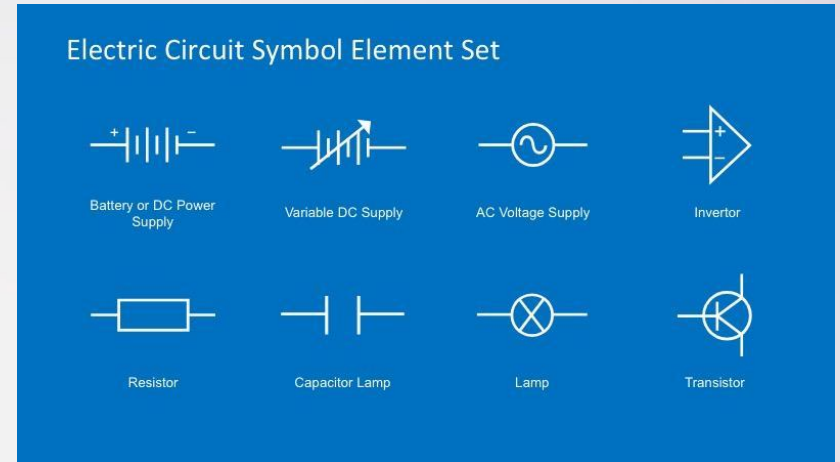 Electric Circuit Symbol Element Set
+ −
+
−
Battery or DC Power
Supply
Variable DC Supply
AC Voltage Supply
Invertor
Resistor
Capacitor Lamp
Lamp
Transistor